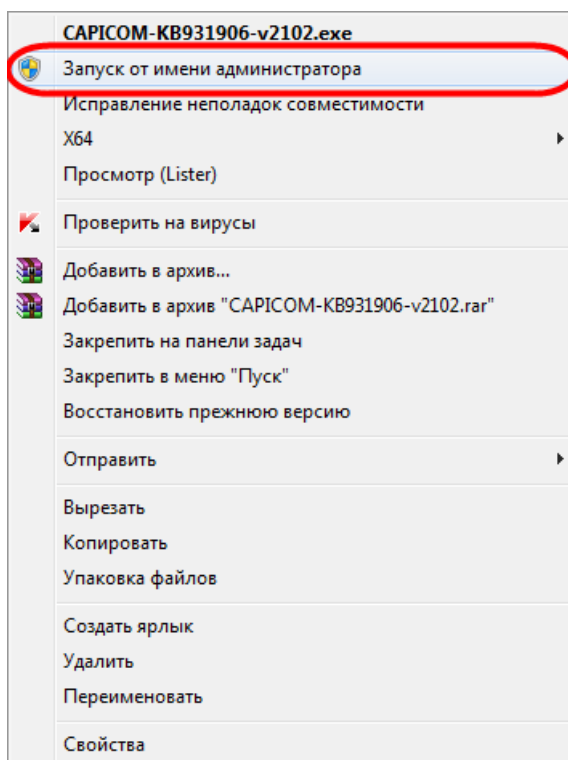 CAPICOM-KB931906-v2102.exe
Запуск от имени администратора
Исправление неполадок совместимости
X64
Просмотр (Lister)
Проверить на вирусы
Добавить в архив...
Добавить в архив "CAPICOM-KB931906-v2102.rar"
Закрепить на панели задач
Закрепить в меню "Пуск"
Восстановить прежнюю версию
Отправить
Вырезать
Копировать
Упаковка файлов
Создать ярлык
Удалить
Переименовать
Свойства